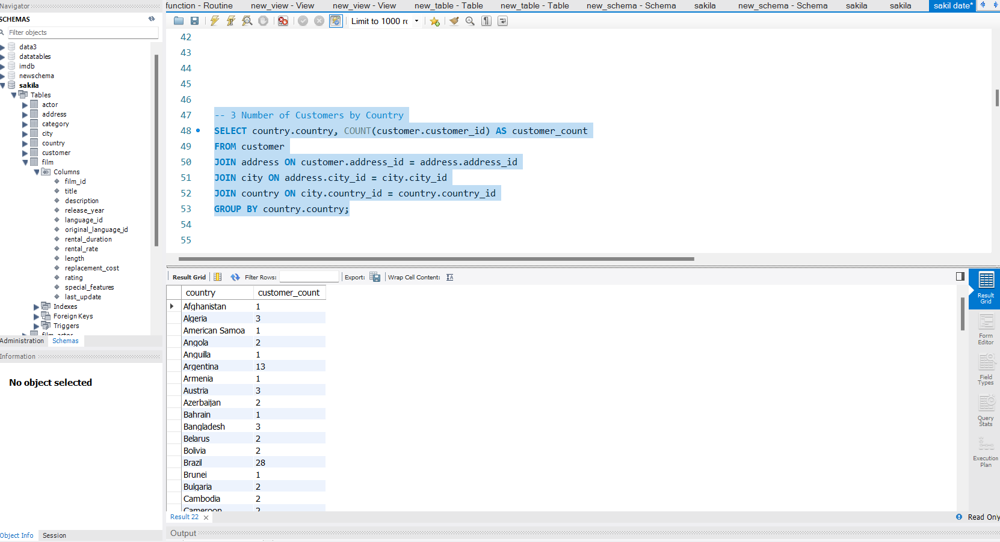 Navigator
SCHEMAS
Filter objects
data3
datatables
imdb
newschema
sakila
Tables
actor
address
category
city
country
customer
film
Columns
film_id
title
description
release_year
language_id
original_language_id
rental_duration
rental_rate
length
replacement_cost
rating
special_features
last_update
Indexes
Foreign Keys
Triggers
film_actor
Administration Schemas
Information
No object selected
Object Info Session
function - Routine new_view - View new_view - View new_table - Table new_table - Table new_schema - Schema sakila new_schema - Schema sakila sakila sakil date*
Limit to 1000 r
42
43
44
45
46
47 -- 3 Number of Customers by Country
48 SELECT country.country, COUNT(customer.customer_id) AS customer_count
49 FROM customer
50 JOIN address ON customer.address_id = address.address_id
51 JOIN city ON address.city_id = city.city_id
52 JOIN country ON city.country_id = country.country_id
53 GROUP BY country.country;
54
55
Result Grid Filter Rows: Export: Wrap Cell Content: IA
country customer_count
Afghanistan 1
Algeria 3
American Samoa 1
Angola 2
Anguilla 1
Argentina 13
Armenia 1
Austria 3
Azerbaijan 2
Bahrain 1
Bangladesh 3
Belarus 2
Bolivia 2
Brazil 28
Brunei 1
Bulgaria 2
Cambodia 2
Cameroon 2
Result Grid
Form Editor
Field Types
Query Stats
Execution Plan
Result 22
Read Only
Output